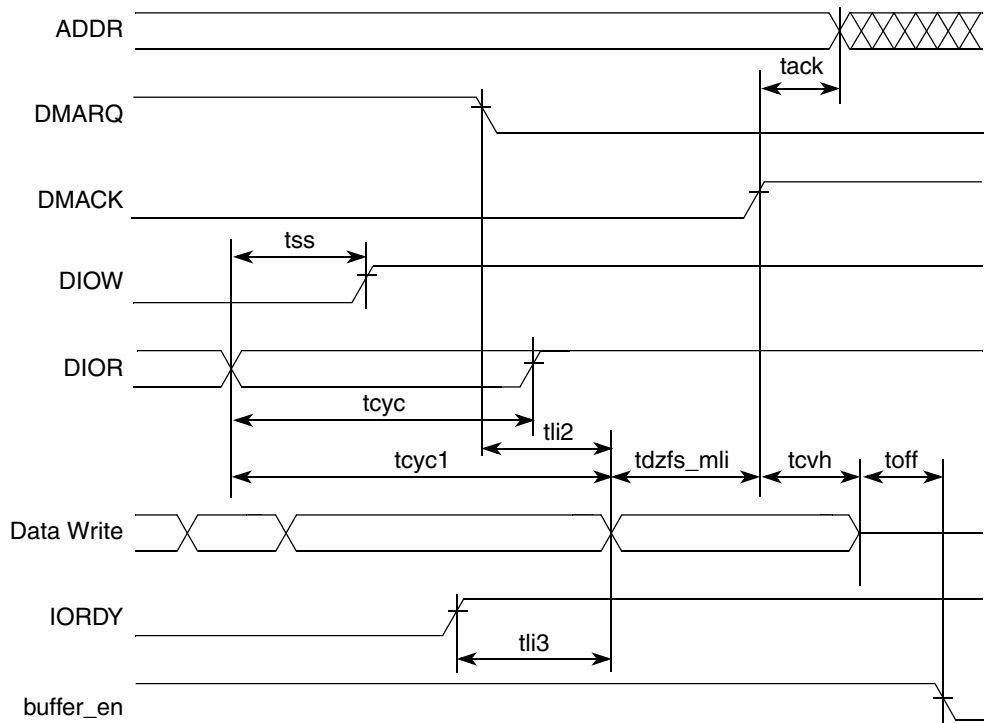 ADDR
tack
DMARQ
DMACK
tss
DIOW
DIOR
tcyc
tli2
tcyc1
tdzfs_mli
tcvh
toff
Data Write
IORDY
tli3
buffer_en